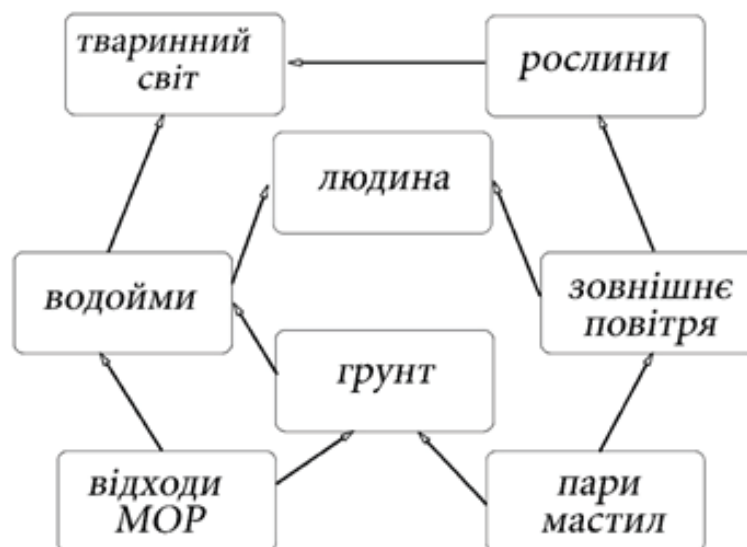 тваринний
світ
рослини
людина
водойми
зовнішнє
повітря
грунт
відходи
МОР
пари
мастил